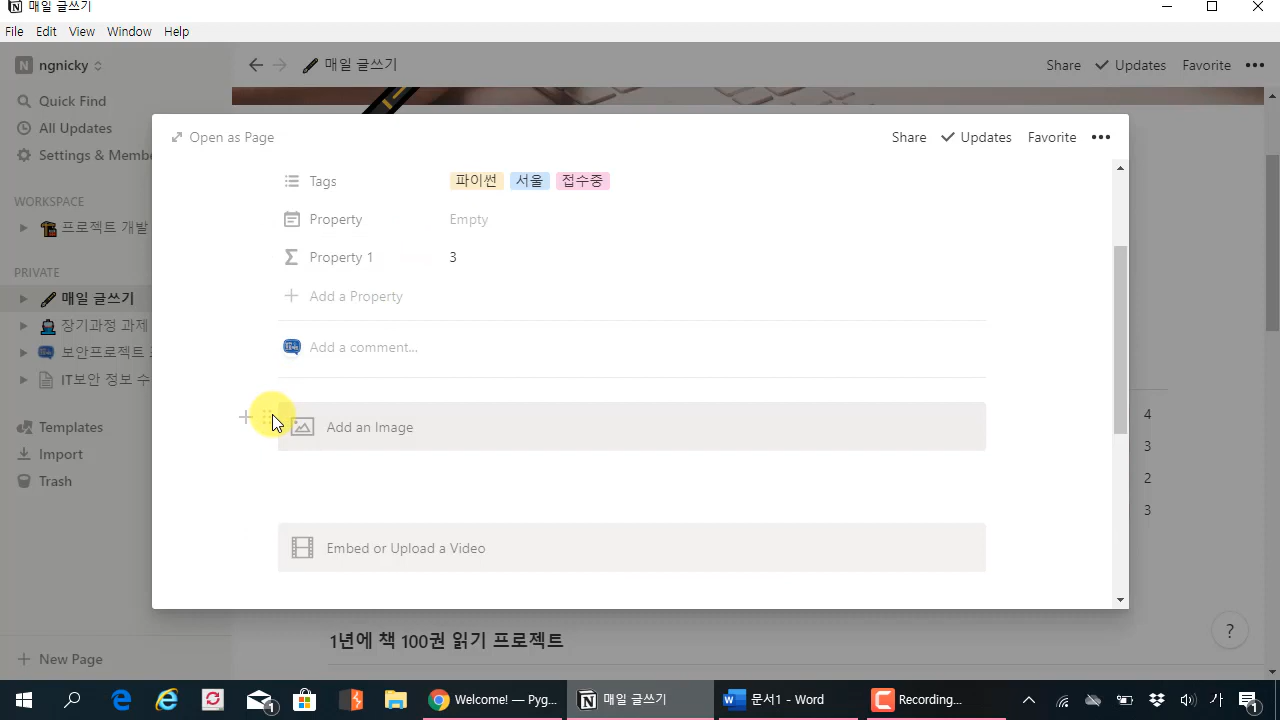 매일 글쓰기
File Edit View Window Help
ngnicky
매일 글쓰기
Share Updates Favorite •••
Quick Find
All Updates
Settings & Membe
WORKSPACE
프로젝트 개발
PRIVATE
매일 글쓰기
장기과정 과제
보안프로젝트
IT보안 정보 수
Templates
Import
Trash
New Page
Open as Page
Share Updates Favorite •••
Tags 파이썬 서울 접수중
Property Empty
Property 1 3
Add a Property
Add a comment...
Add an Image
Embed or Upload a Video
4
3
2
3
1년에 책 100권 읽기 프로젝트
?
1
Welcome! — Pyg...
매일 글쓰기
문서1 - Word
Recording...
가
1